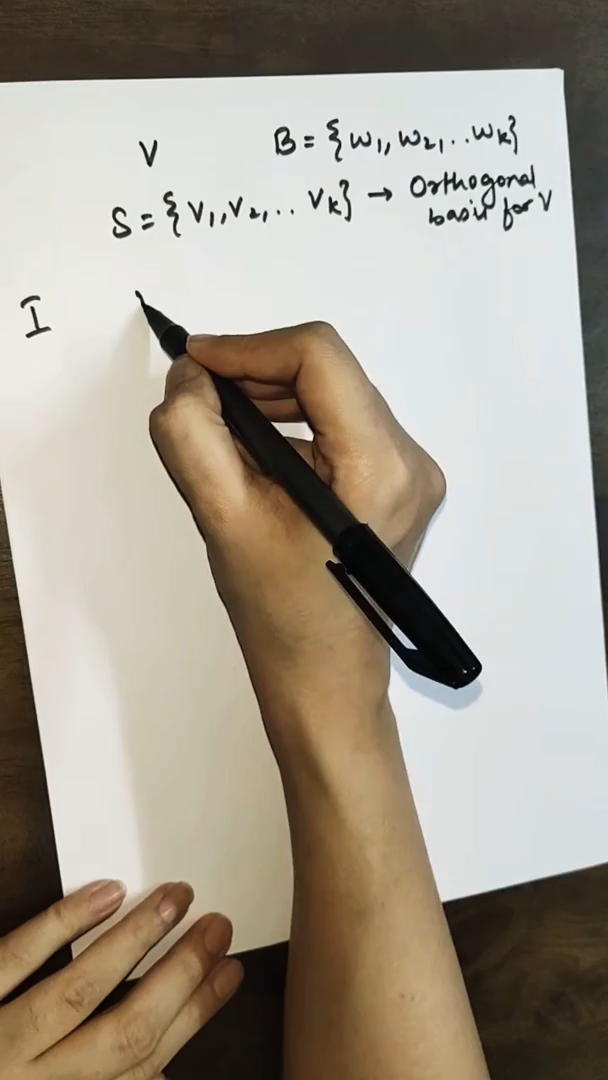 V B = {w1, w2, .. wk}
S = {v1, v2, .. vk} → Orthogonal
basis for V
I